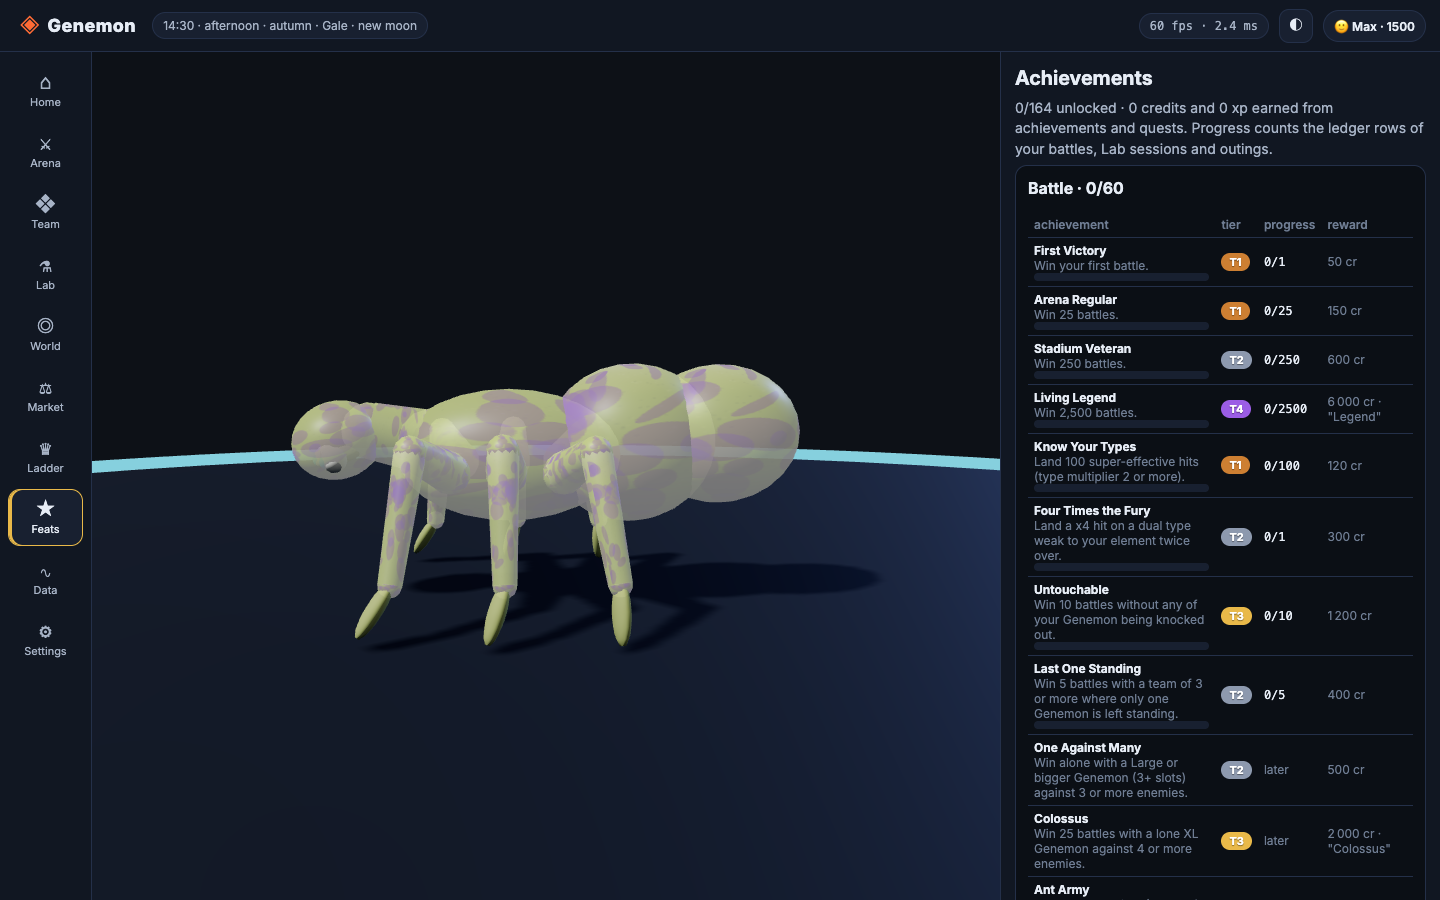 Genemon
14:30 · afternoon · autumn · Gale · new moon
60 fps · 2.4 ms
Max · 1500
Home
Arena
Team
Lab
World
Market
Ladder
Feats
Data
Settings
Achievements
0/164 unlocked · 0 credits and 0 xp earned from
achievements and quests. Progress counts the ledger rows of
your battles, Lab sessions and outings.
Battle · 0/60
achievement tier progress reward
First Victory
Win your first battle.
T1 0/1 50 cr
Arena Regular
Win 25 battles.
T1 0/25 150 cr
Stadium Veteran
Win 250 battles.
T2 0/250 600 cr
Living Legend
Win 2,500 battles.
T4 0/2500 6 000 cr ·
"Legend"
Know Your Types
Land 100 super-effective hits
(type multiplier 2 or more).
T1 0/100 120 cr
Four Times the Fury
Land a x4 hit on a dual type
weak to your element twice
over.
T2 0/1 300 cr
Untouchable
Win 10 battles without any of
your Genemon being knocked
out.
T3 0/10 1 200 cr
Last One Standing
Win 5 battles with a team of 3
or more where only one
Genemon is left standing.
T2 0/5 400 cr
One Against Many
Win alone with a Large or
bigger Genemon (3+ slots)
against 3 or more enemies.
T2 later 500 cr
Colossus
Win 25 battles with a lone XL
Genemon against 4 or more
enemies.
T3 later 2 000 cr ·
"Colossus"
Ant Army